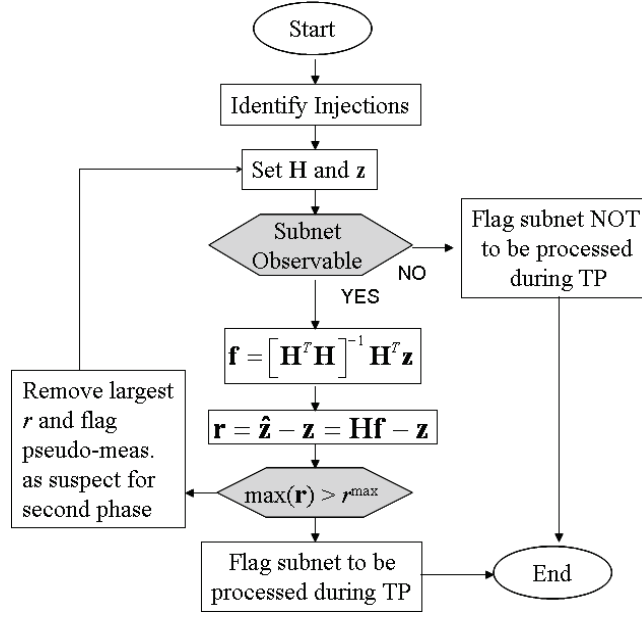 Start
Identify Injections
Set H and z
Subnet
Observable
NO
YES
Flag subnet NOT
to be processed
during TP
f = [H^T H]^-1 H^T z
r = ẑ − z = Hf − z
Remove largest
r and flag
pseudo-meas.
as suspect for
second phase
max(r) > r^max
Flag subnet to be
processed during TP
End